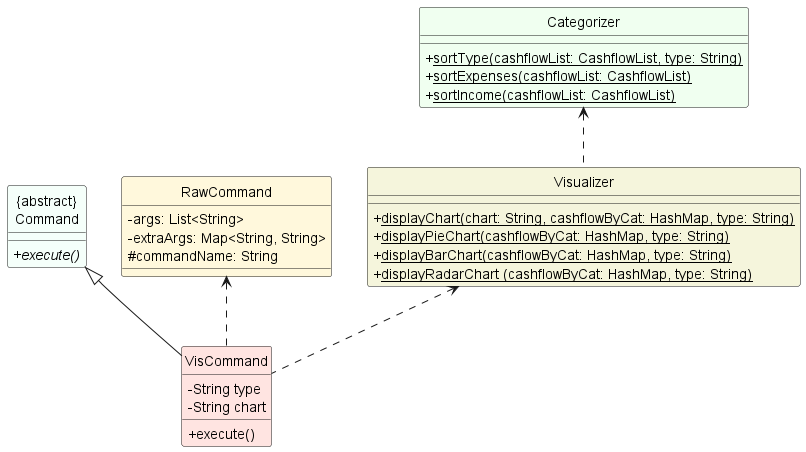 Categorizer
+sortType(cashflowList: CashflowList, type: String)
+sortExpenses(cashflowList: CashflowList)
+sortIncome(cashflowList: CashflowList)
{abstract}
Command
+execute()
RawCommand
-args: List<String>
-extraArgs: Map<String, String>
#commandName: String
Visualizer
+displayChart(chart: String, cashflowByCat: HashMap, type: String)
+displayPieChart(cashflowByCat: HashMap, type: String)
+displayBarChart(cashflowByCat: HashMap, type: String)
+displayRadarChart (cashflowByCat: HashMap, type: String)
VisCommand
-String type
-String chart
+execute()